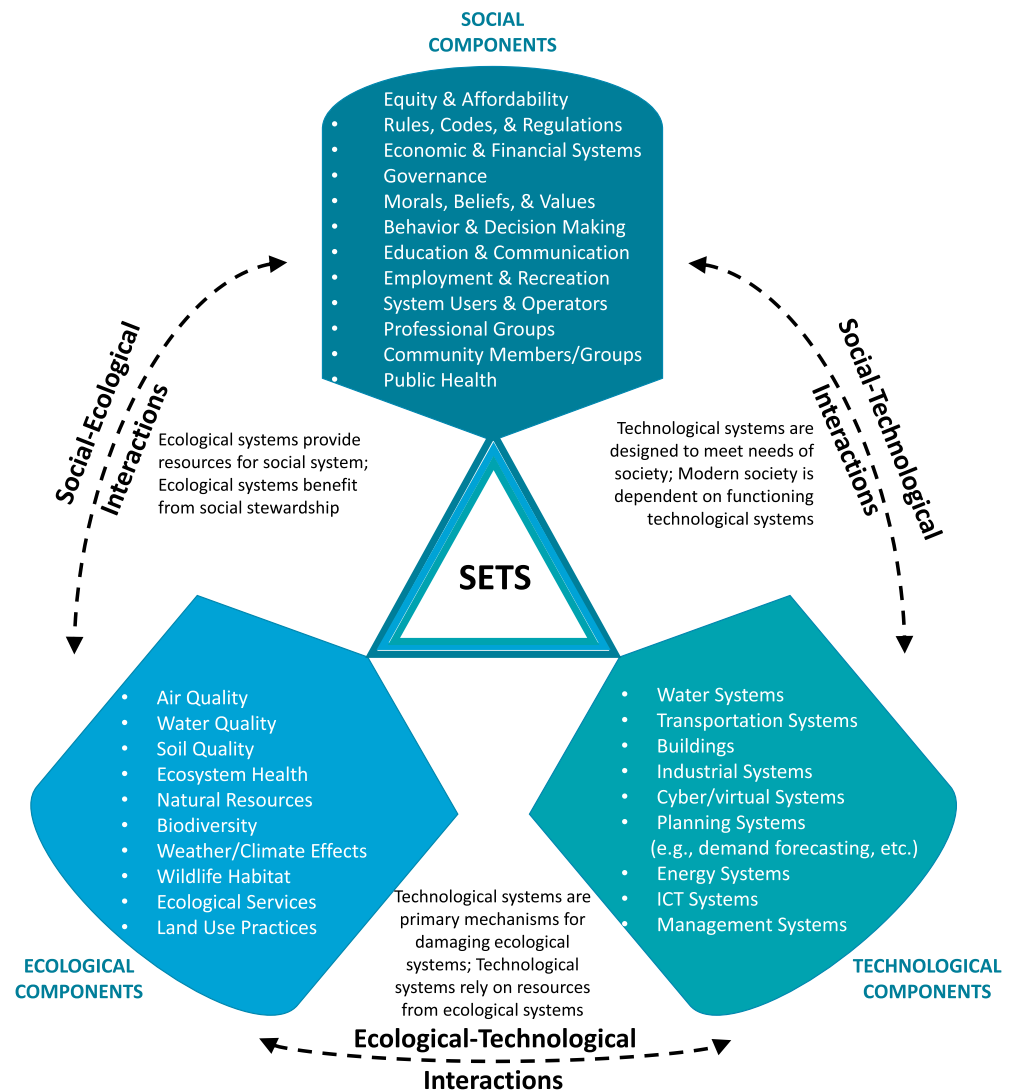 SOCIAL
COMPONENTS
Equity & Affordability
• Rules, Codes, & Regulations
• Economic & Financial Systems
• Governance
• Morals, Beliefs, & Values
• Behavior & Decision Making
• Education & Communication
• Employment & Recreation
• System Users & Operators
• Professional Groups
• Community Members/Groups
• Public Health
Social-Ecological
Interactions
Ecological systems provide
resources for social system;
Ecological systems benefit
from social stewardship
Social-Technological
Interactions
Technological systems are
designed to meet needs of
society; Modern society is
dependent on functioning
technological systems
SETS
• Air Quality
• Water Quality
• Soil Quality
• Ecosystem Health
• Natural Resources
• Biodiversity
• Weather/Climate Effects
• Wildlife Habitat
• Ecological Services
• Land Use Practices
ECOLOGICAL
COMPONENTS
• Water Systems
• Transportation Systems
• Buildings
• Industrial Systems
• Cyber/virtual Systems
• Planning Systems
(e.g., demand forecasting, etc.)
• Energy Systems
• ICT Systems
• Management Systems
TECHNOLOGICAL
COMPONENTS
Technological systems are
primary mechanisms for
damaging ecological
systems; Technological
systems rely on resources
from ecological systems
Ecological-Technological
Interactions